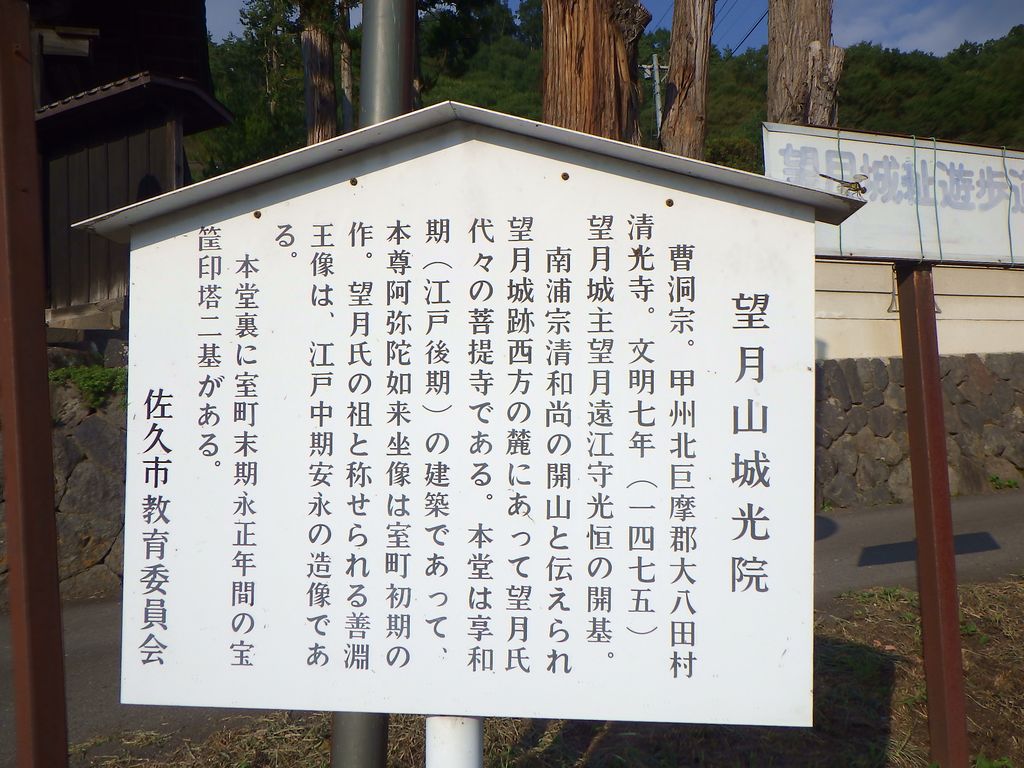 望月山城光院
曹洞宗。甲州北巨摩郡大八田村
清光寺。文明七年（一四七五）
望月城主望月遠江守光恒の開基。
南浦宗清和尚の開山と伝えられ
望月城跡西方の麓にあって望月氏
代々の菩提寺である。本堂は享和
期（江戸後期）の建築であって、
本尊阿弥陀如来坐像は室町初期の
作。望月氏の祖と称せられる善淵
王像は、江戸中期安永の造像であ
る。
本堂裏に室町末期永正年間の宝
筐印塔二基がある。
佐久市教育委員会
望月城址遊歩道